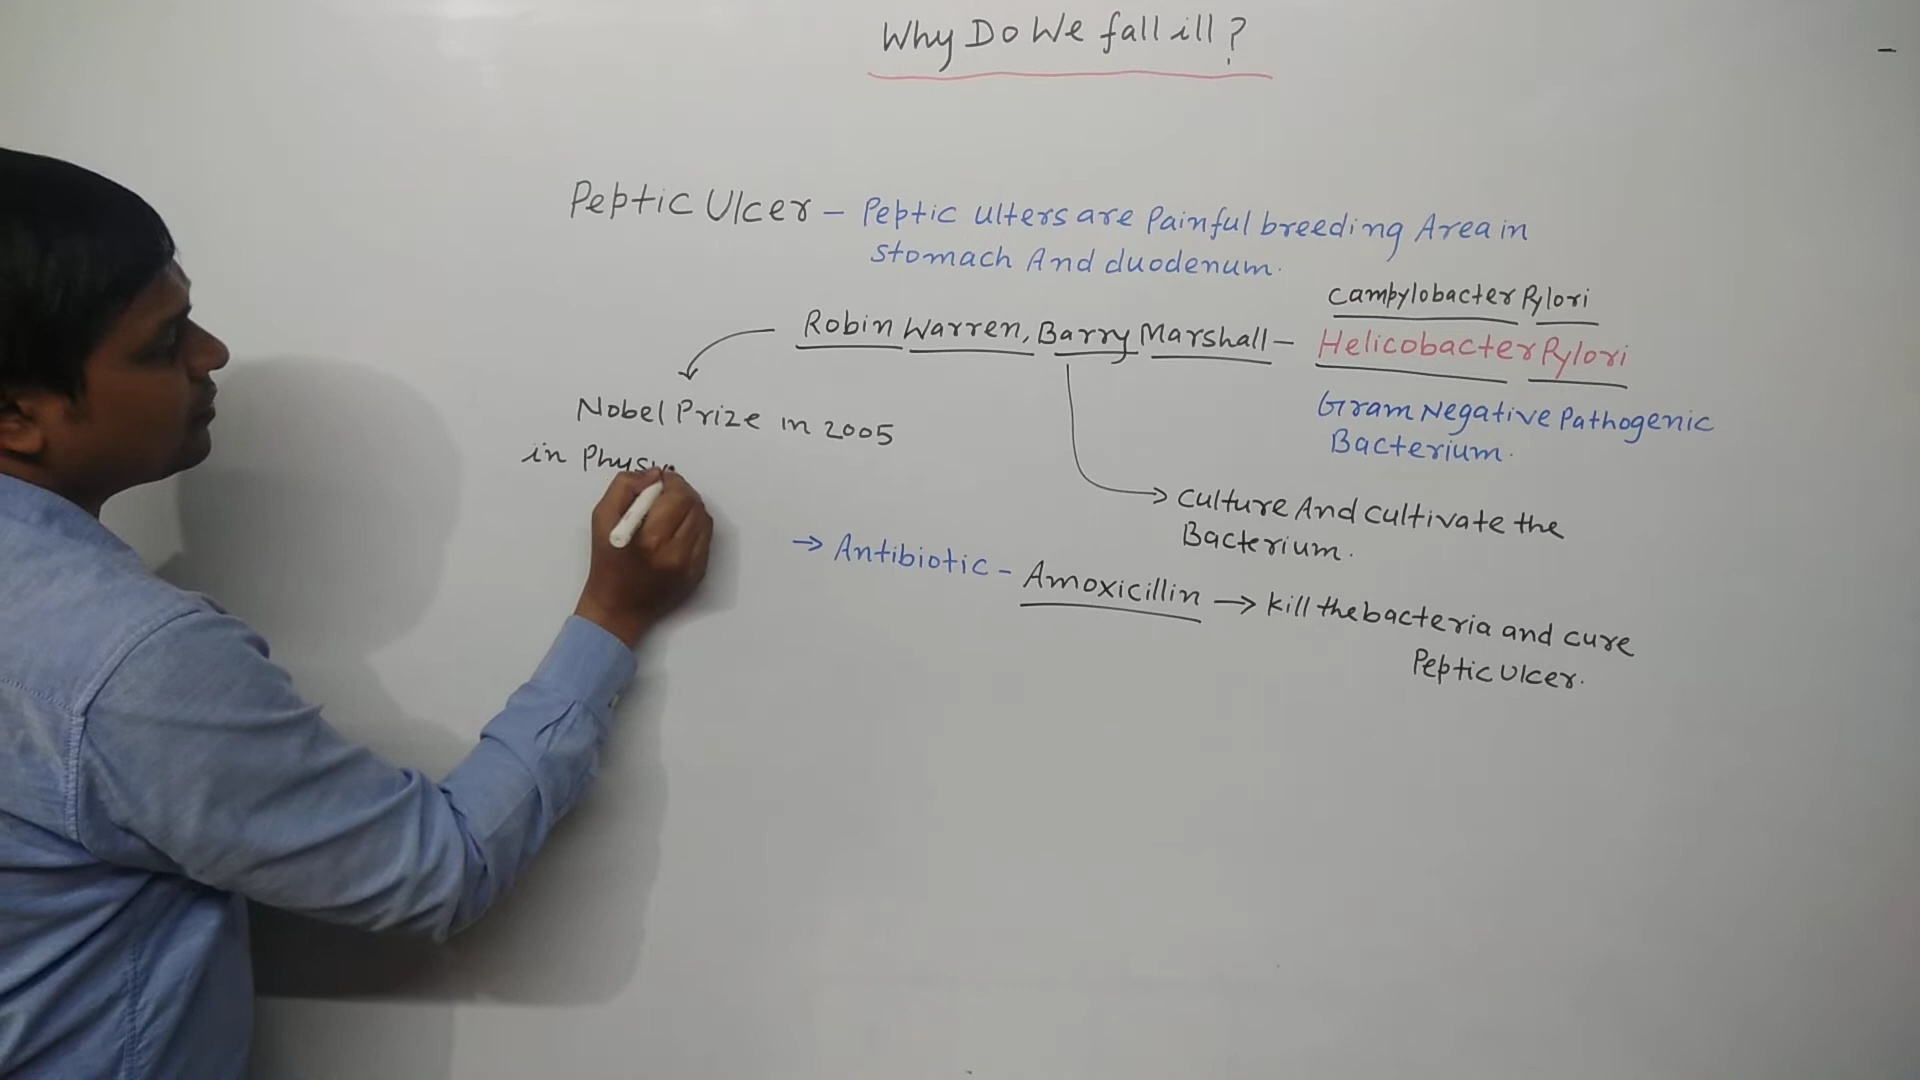 Why Do We fall ill?
Peptic Ulcer - Peptic ulters are Painful breeding Area in
Stomach And duodenum.
Campylobacter Pylori
Robin Warren, Barry Marshall - Helicobacter Pylori
Nobel Prize in 2005
Gram Negative Pathogenic
Bacterium.
in Physi
→ Culture And cultivate the
Bacterium.
→ Antibiotic - Amoxicillin → kill the bacteria and cure
Peptic Ulcer.